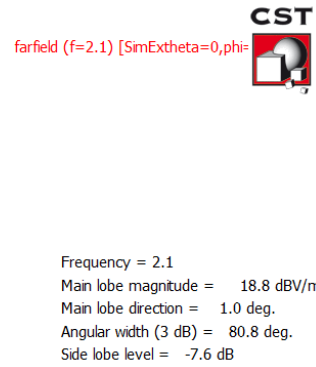 CST
farfield (f=2.1) [SimExtheta=0,phi=
Frequency = 2.1
Main lobe magnitude = 18.8 dBV/m
Main lobe direction = 1.0 deg.
Angular width (3 dB) = 80.8 deg.
Side lobe level = -7.6 dB